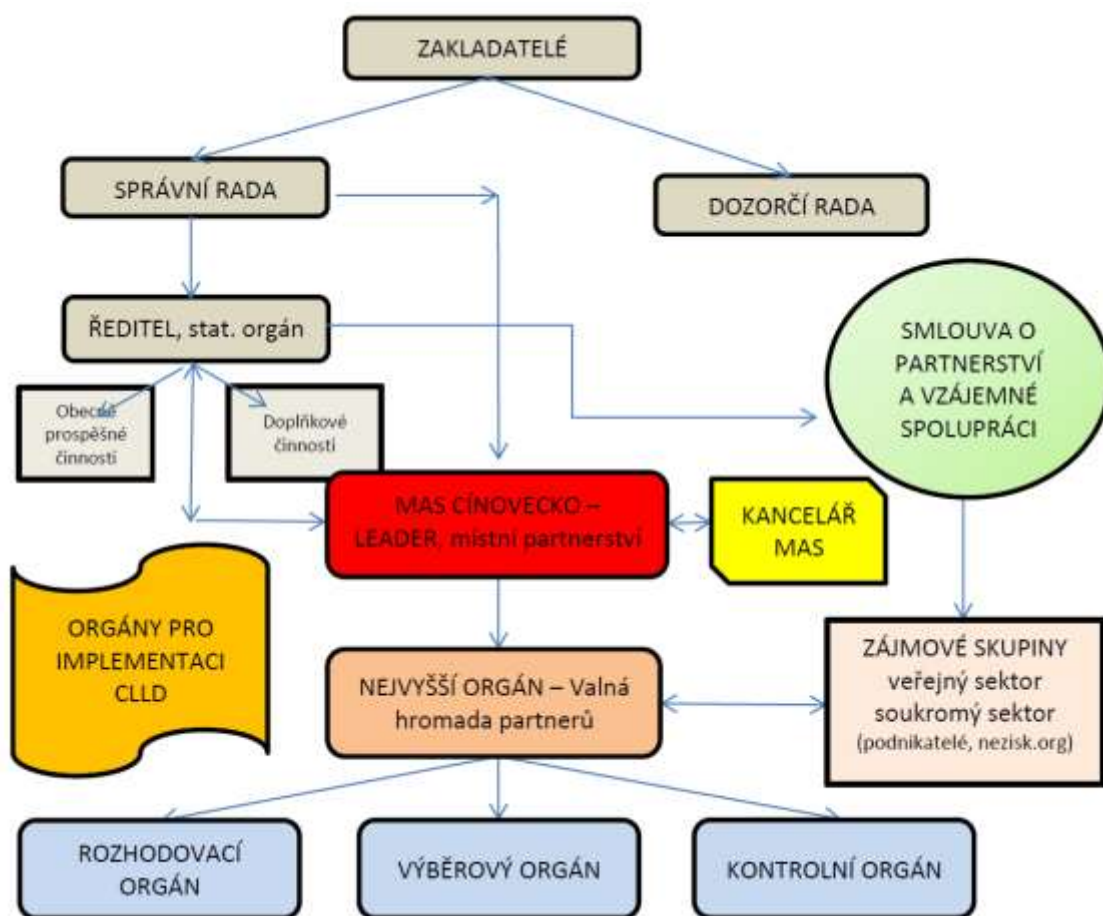 ZAKLADATELÉ
SPRÁVNÍ RADA
DOZORČÍ RADA
ŘEDITEL, stat. orgán
SMLOUVA O
PARTNERSTVÍ
A VZÁJEMNÉ
SPOLUPRÁCI
Obecně
prospěšné
činnosti
Doplňkové
činnosti
MAS CÍNOVECKO –
LEADER, místní partnerství
KANCELÁŘ
MAS
ORGÁNY PRO
IMPLEMENTACI
CLLD
NEJVYŠŠÍ ORGÁN – Valná
hromada partnerů
ZÁJMOVÉ SKUPINY
veřejný sektor
soukromý sektor
(podnikatelé, nezisk.org)
ROZHODOVACÍ
ORGÁN
VÝBĚROVÝ ORGÁN
KONTROLNÍ ORGÁN